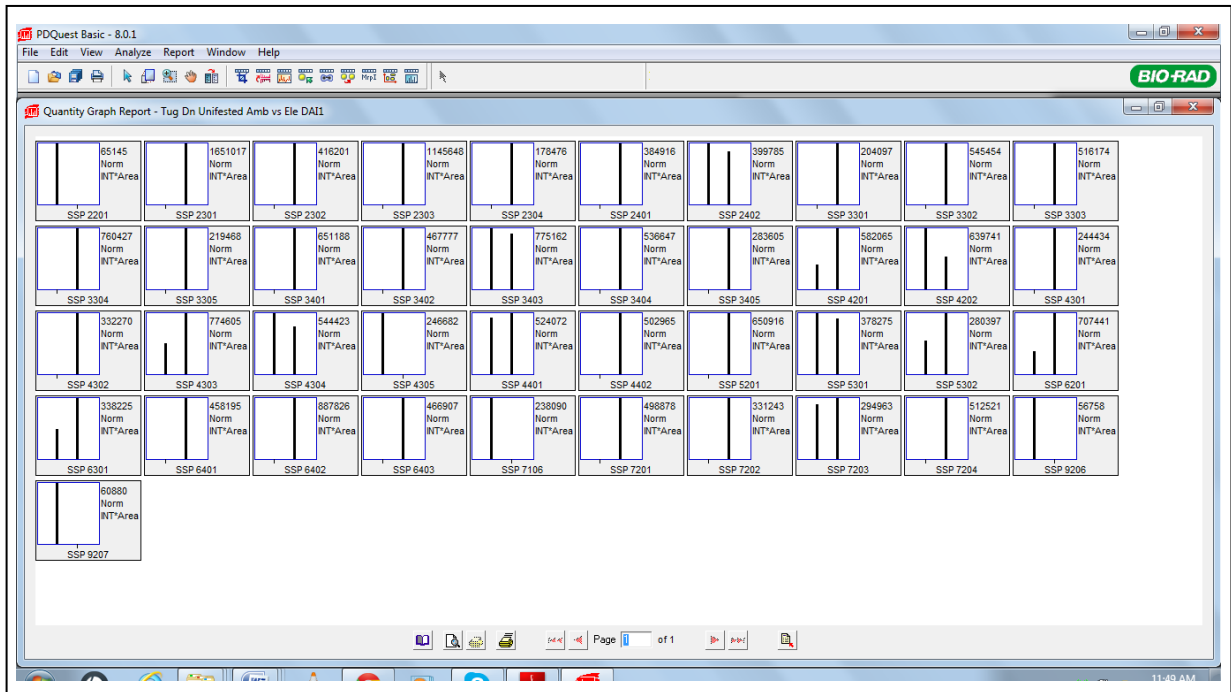 PDQuest Basic - 8.0.1
File Edit View Analyze Report Window Help
BIO-RAD
Quantity Graph Report - Tug Dn Unifested Amb vs Ele DAI1
65145 1651017 416201 1145648 178476 384916 399785 204097 545454 516174
Norm Norm Norm Norm Norm Norm Norm Norm Norm Norm
INT*Area INT*Area INT*Area INT*Area INT*Area INT*Area INT*Area INT*Area INT*Area INT*Area
SSP 2201 SSP 2301 SSP 2302 SSP 2303 SSP 2304 SSP 2401 SSP 2402 SSP 3301 SSP 3302 SSP 3303
760427 219468 651188 467777 775162 536647 283605 582065 639741 244434
Norm Norm Norm Norm Norm Norm Norm Norm Norm Norm
INT*Area INT*Area INT*Area INT*Area INT*Area INT*Area INT*Area INT*Area INT*Area INT*Area
SSP 3304 SSP 3305 SSP 3401 SSP 3402 SSP 3403 SSP 3404 SSP 3405 SSP 4201 SSP 4202 SSP 4301
332270 774605 544423 246682 524072 502965 650916 378275 280397 707441
Norm Norm Norm Norm Norm Norm Norm Norm Norm Norm
INT*Area INT*Area INT*Area INT*Area INT*Area INT*Area INT*Area INT*Area INT*Area INT*Area
SSP 4302 SSP 4303 SSP 4304 SSP 4305 SSP 4401 SSP 4402 SSP 5201 SSP 5301 SSP 5302 SSP 6201
338225 458195 887826 466907 238090 498878 331243 294963 512521 56758
Norm Norm Norm Norm Norm Norm Norm Norm Norm Norm
INT*Area INT*Area INT*Area INT*Area INT*Area INT*Area INT*Area INT*Area INT*Area INT*Area
SSP 6301 SSP 6401 SSP 6402 SSP 6403 SSP 7106 SSP 7201 SSP 7202 SSP 7203 SSP 7204 SSP 9206
60880
Norm
INT*Area
SSP 9207
Page 1 of 1
11:49 AM